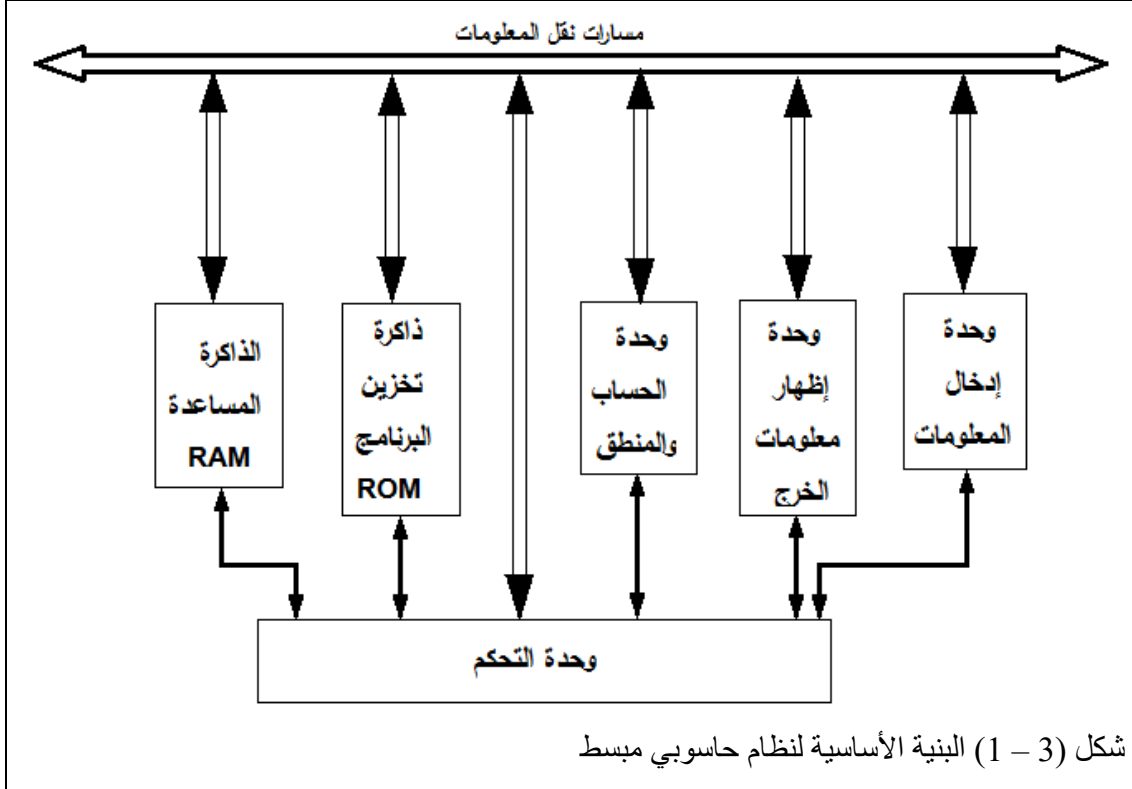 مسارات نقل المعلومات
وحدة
إدخال
المعلومات
وحدة
إظهار
معلومات
الخرج
وحدة
الحساب
والمنطق
ذاكرة
تخزين
البرنامج
ROM
الذاكرة
المساعدة
RAM
وحدة التحكم
شكل (3 – 1) البنية الأساسية لنظام حاسوبي مبسط